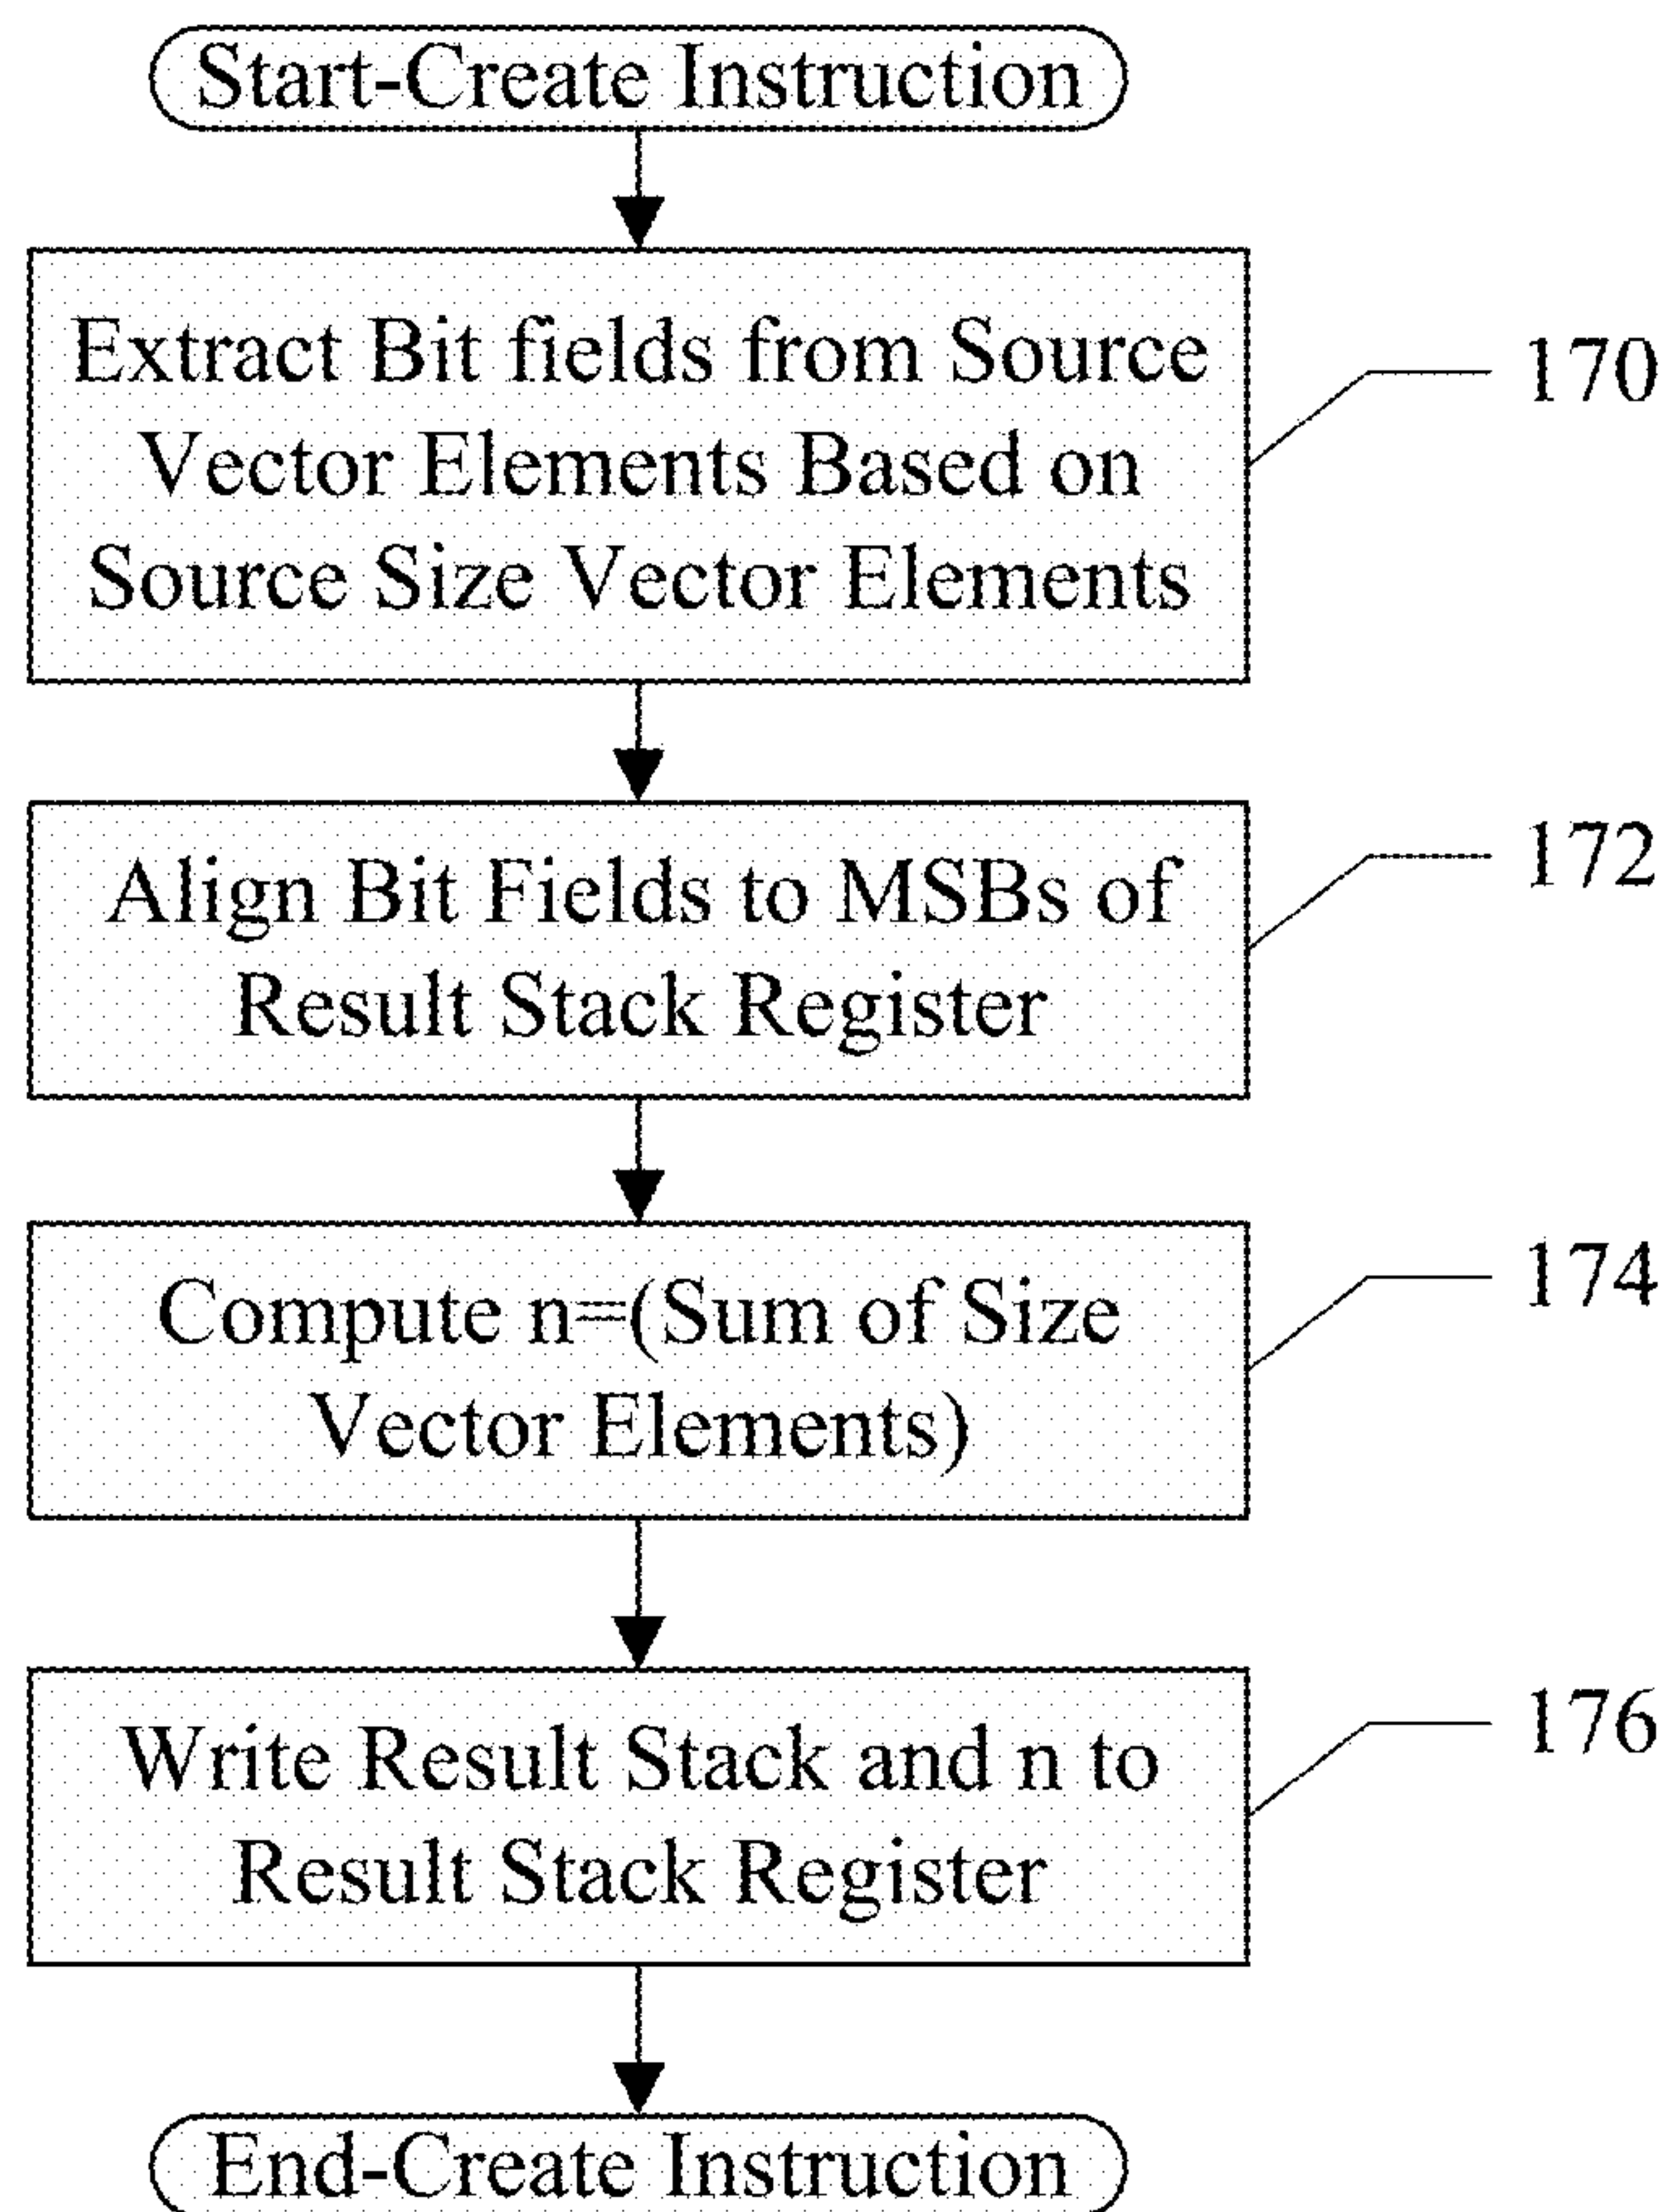 Start-Create Instruction
Extract Bit fields from Source
Vector Elements Based on
Source Size Vector Elements
170
Align Bit Fields to MSBs of
Result Stack Register
172
Compute n=(Sum of Size
Vector Elements)
174
Write Result Stack and n to
Result Stack Register
176
End-Create Instruction